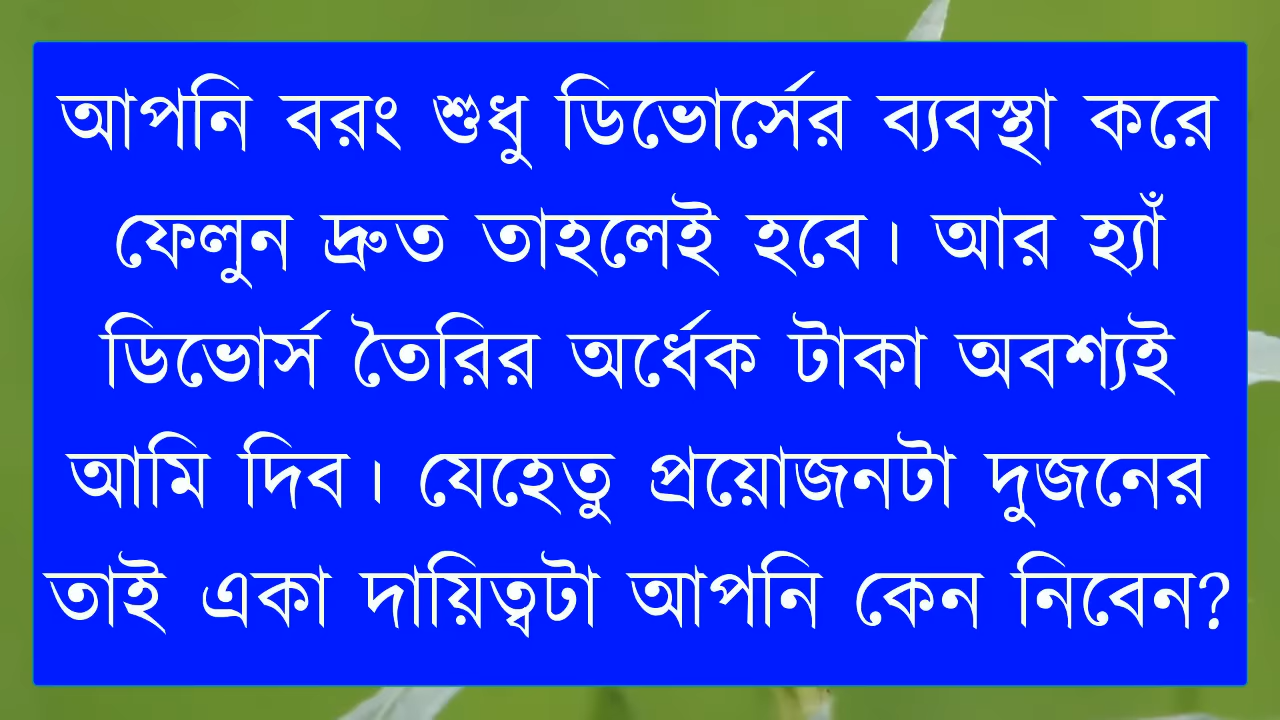 আপনি বরং শুধু ডিভোর্সের ব্যবস্থা করে
ফেলুন দ্রুত তাহলেই হবে। আর হ্যাঁ
ডিভোর্স তৈরির অর্ধেক টাকা অবশ্যই
আমি দিব। যেহেতু প্রয়োজনটা দুজনের
তাই একা দায়িত্বটা আপনি কেন নিবেন?